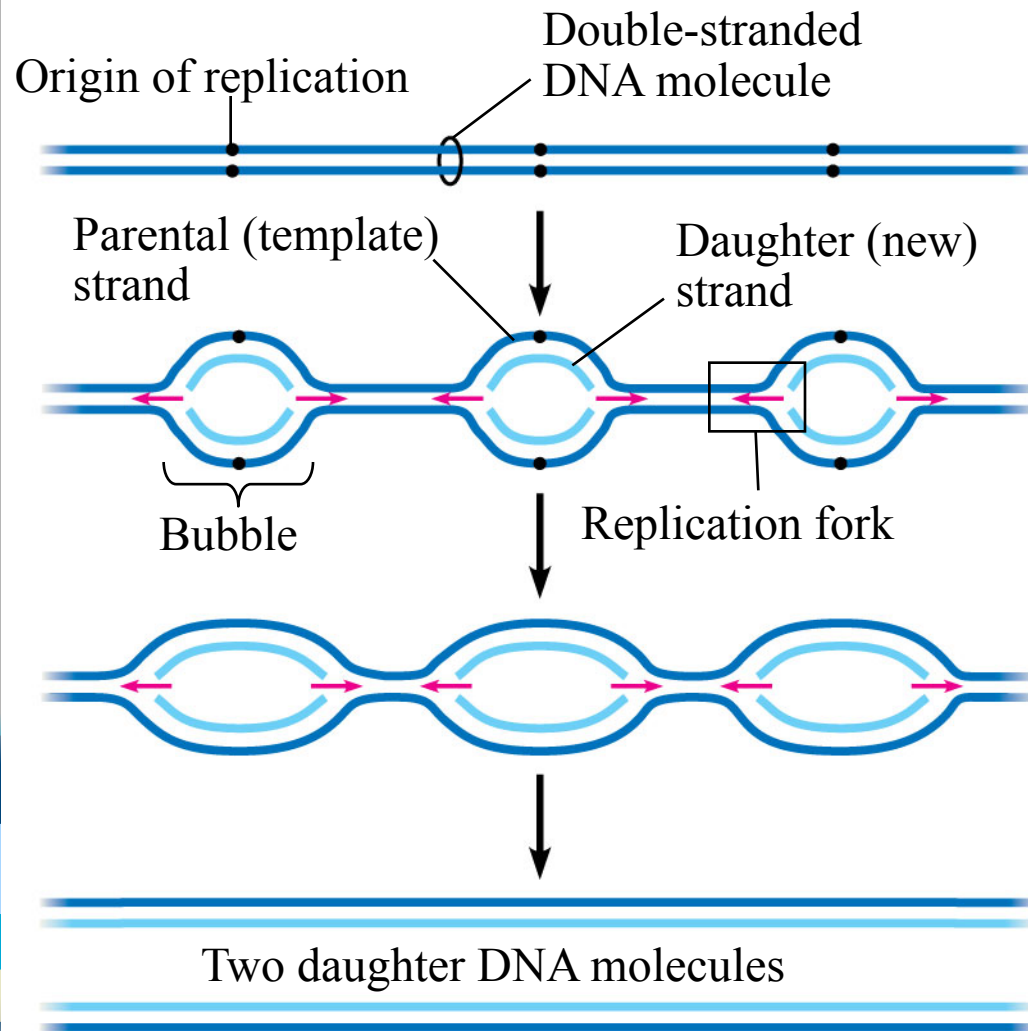 Double-stranded
DNA molecule
Origin of replication
Parental (template)
strand
Daughter (new)
strand
Bubble
Replication fork
Two daughter DNA molecules